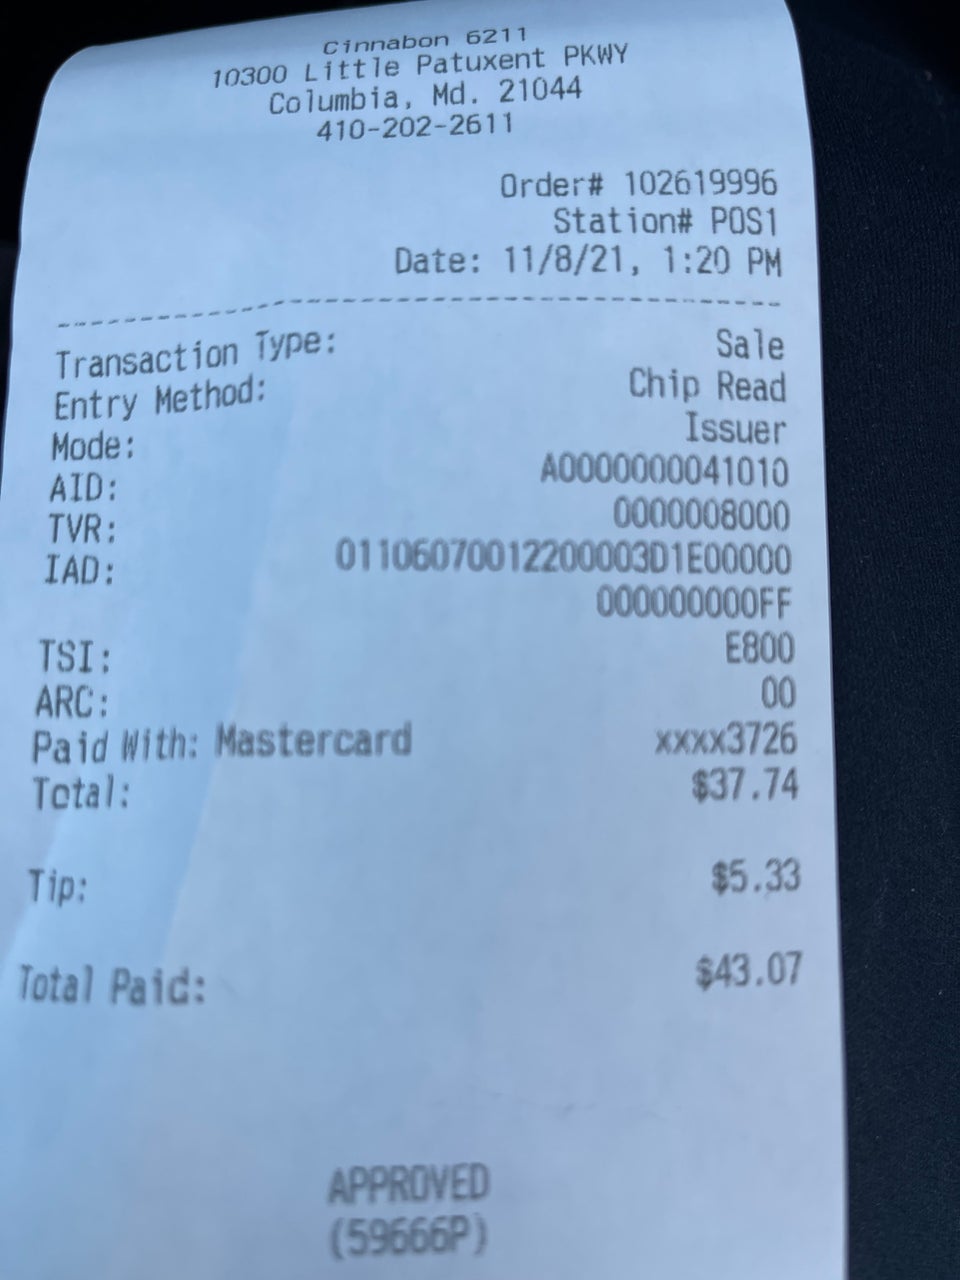 Cinnabon 6211
10300 Little Patuxent PKWY
Columbia, Md. 21044
410-202-2611
Order# 102619996
Station# POS1
Date: 11/8/21, 1:20 PM
--------------------------------------------
Transaction Type: Sale
Entry Method: Chip Read
Mode: Issuer
AID: A0000000041010
TVR: 0000008000
IAD: 01106070012200003D1E00000
000000000FF
TSI: E800
ARC: 00
Paid With: Mastercard xxxx3726
Total: $37.74
Tip: $5.33
Total Paid: $43.07
APPROVED
(59666P)